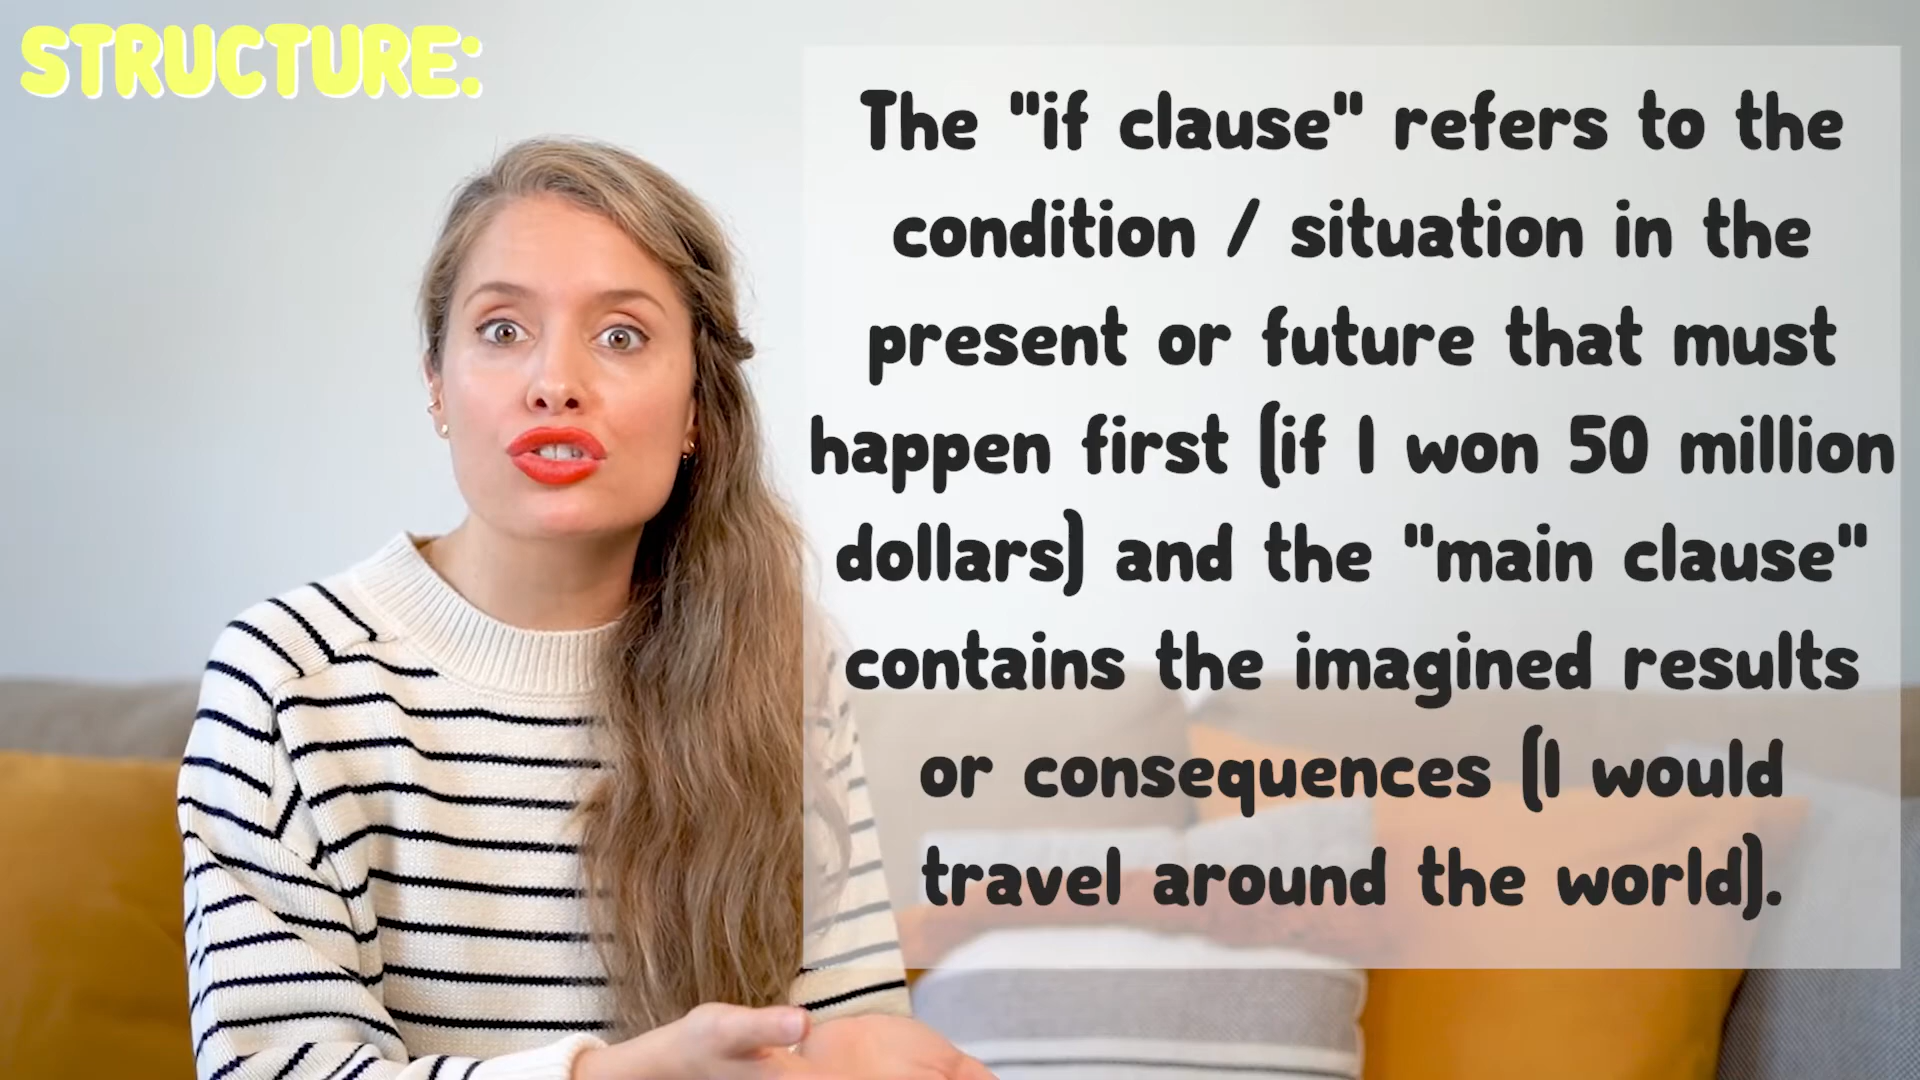 STRUCTURE:
The "if clause" refers to the
condition / situation in the
present or future that must
happen first (if I won 50 million
dollars) and the "main clause"
contains the imagined results
or consequences (I would
travel around the world).